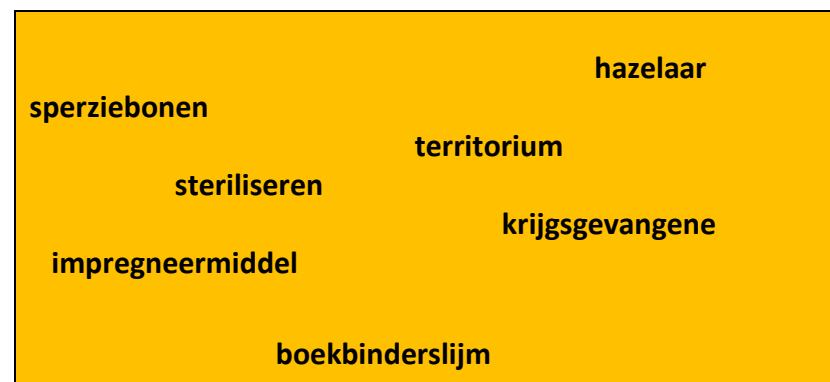 hazelaar
sperziebonen
territorium
steriliseren
krijgsgevangene
impregneermiddel
boekbinderslijm